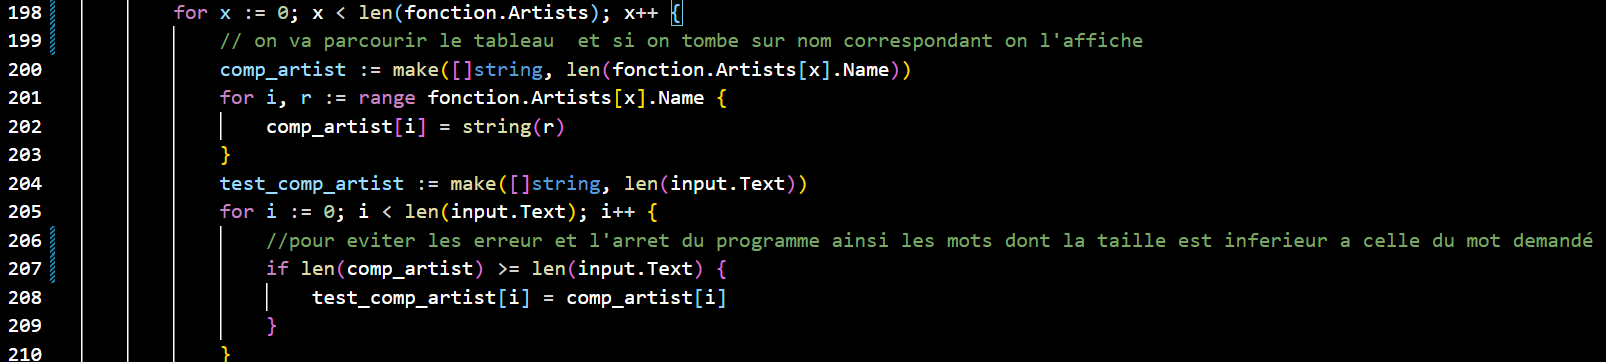 198 for x := 0; x < len(fonction.Artists); x++ {
199 // on va parcourir le tableau  et si on tombe sur nom correspondant on l'affiche
200 comp_artist := make([]string, len(fonction.Artists[x].Name))
201 for i, r := range fonction.Artists[x].Name {
202 comp_artist[i] = string(r)
203 }
204 test_comp_artist := make([]string, len(input.Text))
205 for i := 0; i < len(input.Text); i++ {
206 //pour eviter les erreur et l'arret du programme ainsi les mots dont la taille est inferieur a celle du mot demandé
207 if len(comp_artist) >= len(input.Text) {
208 test_comp_artist[i] = comp_artist[i]
209 }
210 }